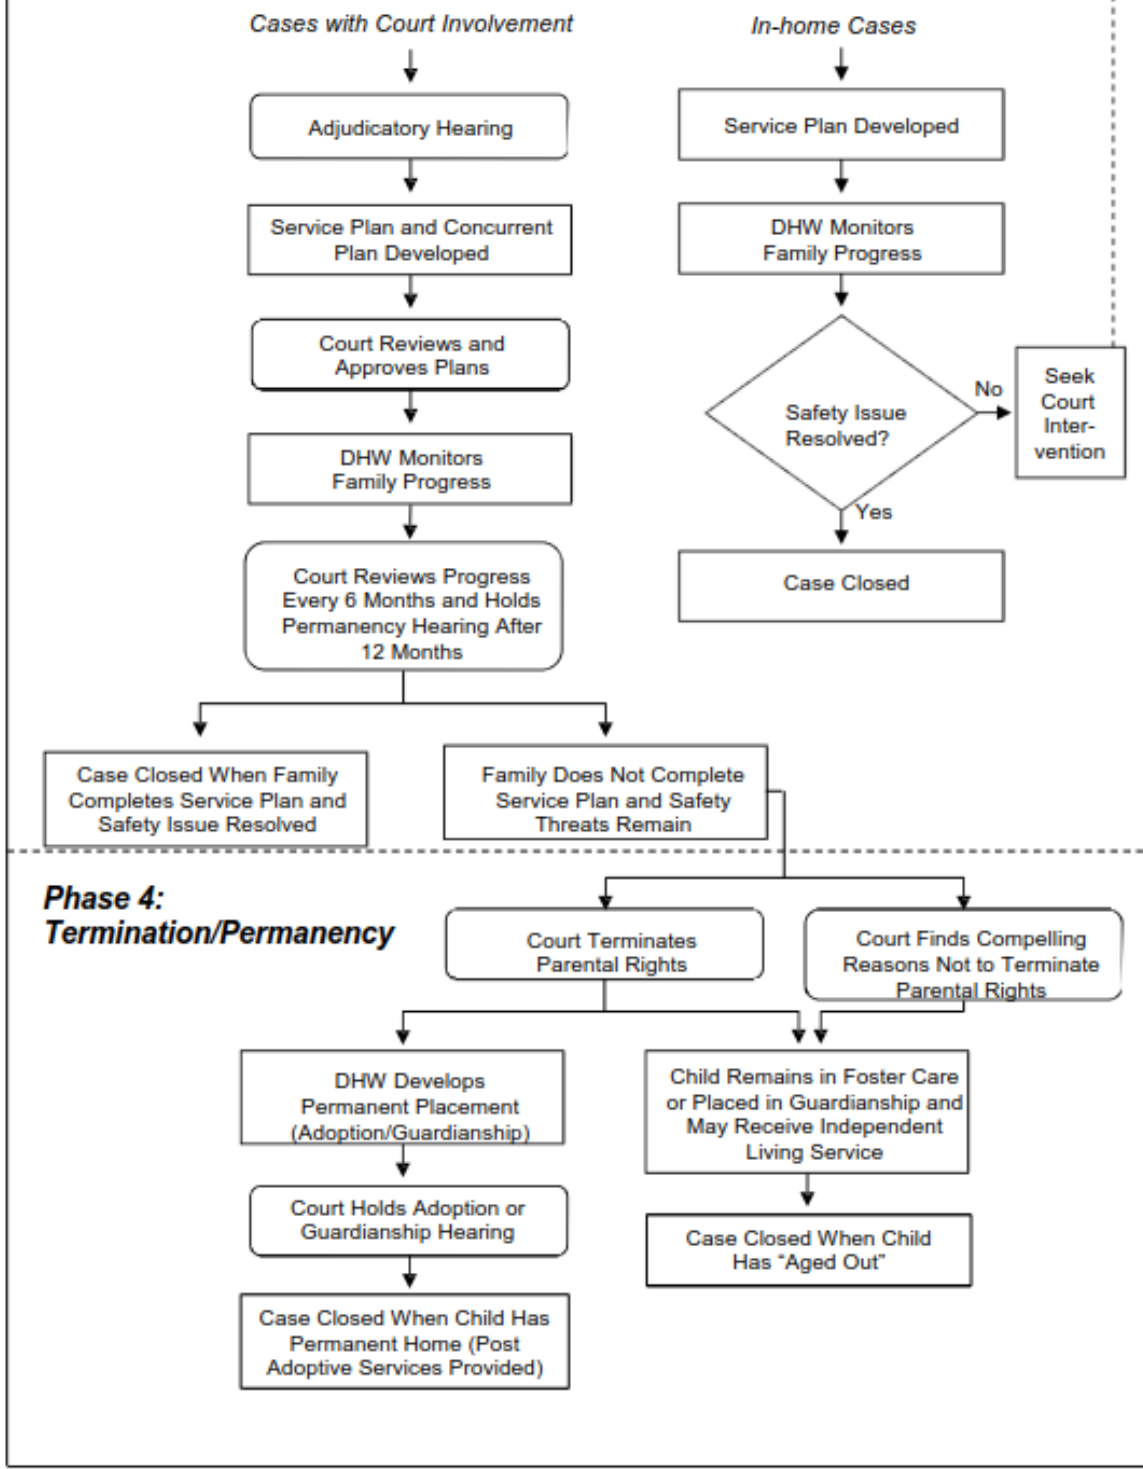 Cases with Court Involvement
Adjudicatory Hearing
Service Plan and Concurrent
Plan Developed
Court Reviews and
Approves Plans
DHW Monitors
Family Progress
Court Reviews Progress
Every 6 Months and Holds
Permanency Hearing After
12 Months
Case Closed When Family
Completes Service Plan and
Safety Issue Resolved
Family Does Not Complete
Service Plan and Safety
Threats Remain
In-home Cases
Service Plan Developed
DHW Monitors
Family Progress
Safety Issue
Resolved?
No
Seek
Court
Inter-
vention
Yes
Case Closed
Phase 4:
Termination/Permanency
Court Terminates
Parental Rights
Court Finds Compelling
Reasons Not to Terminate
Parental Rights
DHW Develops
Permanent Placement
(Adoption/Guardianship)
Court Holds Adoption or
Guardianship Hearing
Case Closed When Child Has
Permanent Home (Post
Adoptive Services Provided)
Child Remains in Foster Care
or Placed in Guardianship and
May Receive Independent
Living Service
Case Closed When Child
Has “Aged Out”